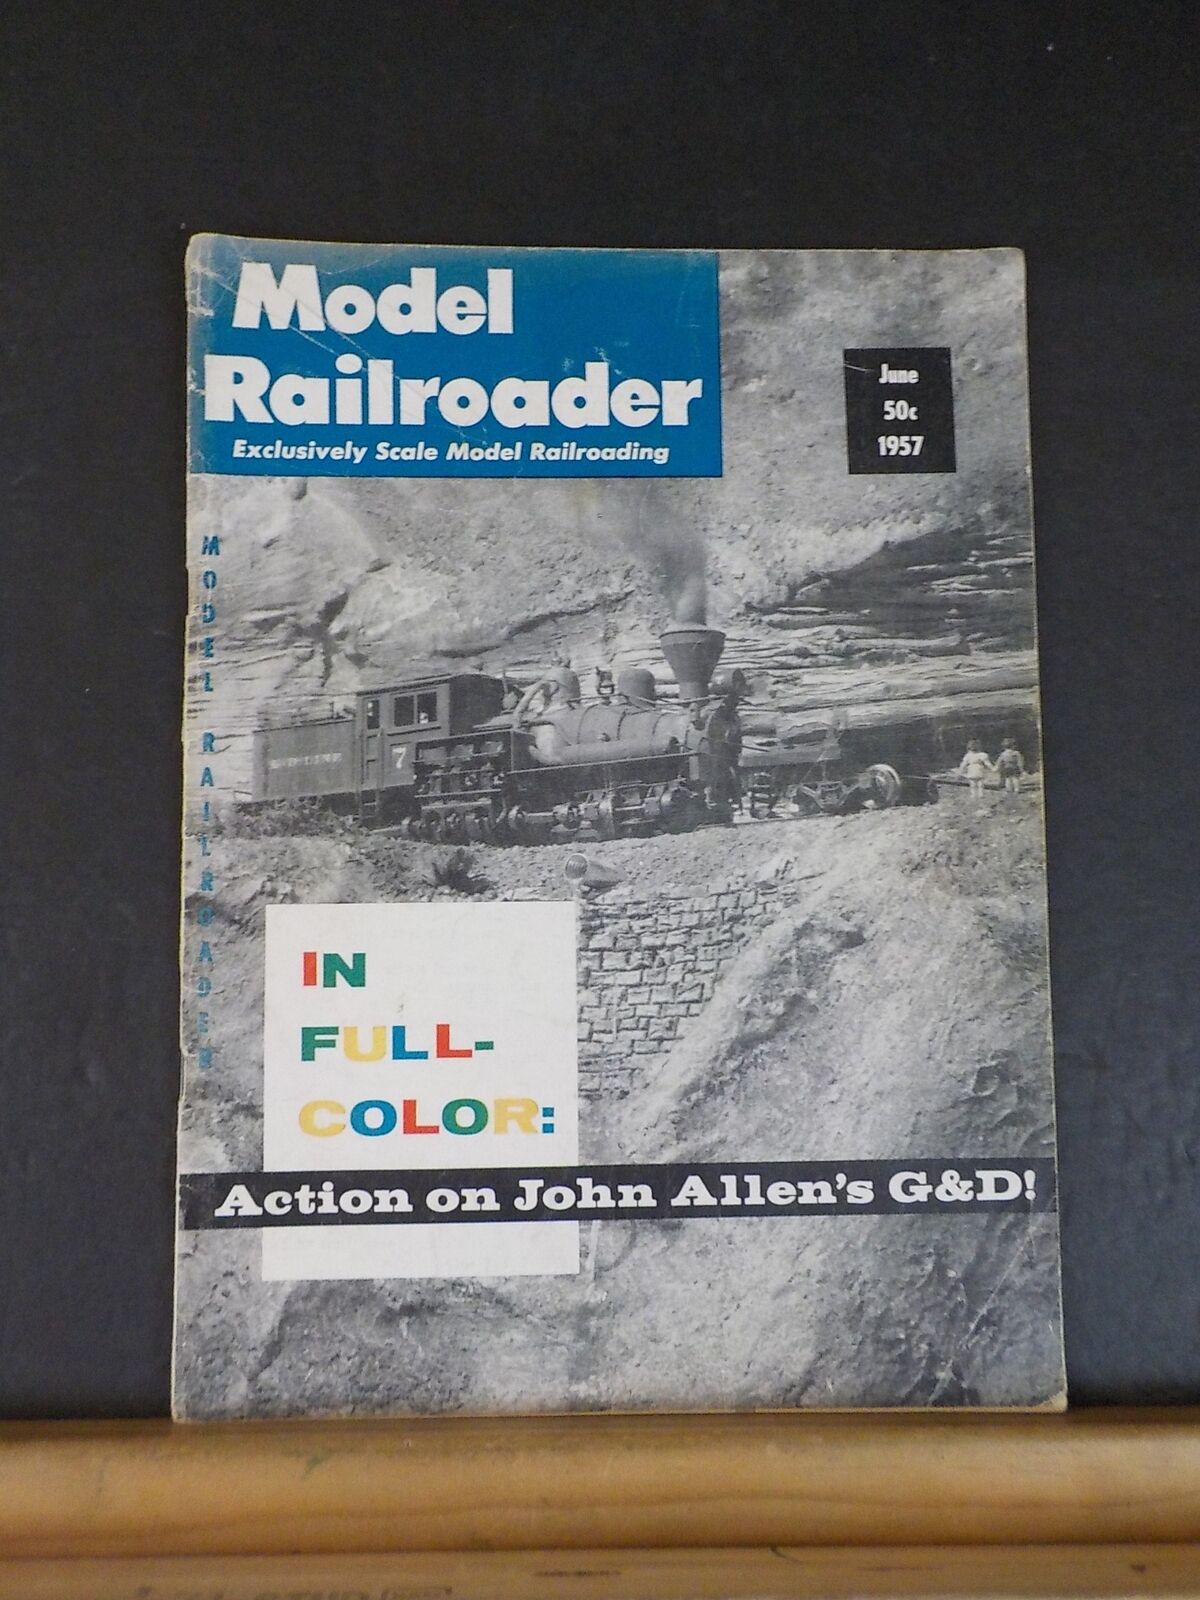 Model
Railroader
Exclusively Scale Model Railroading
June
50c
1957
MODEL RAILROADER
LINE
7
IN
FULL-
COLOR:
Action on John Allen's G&D!